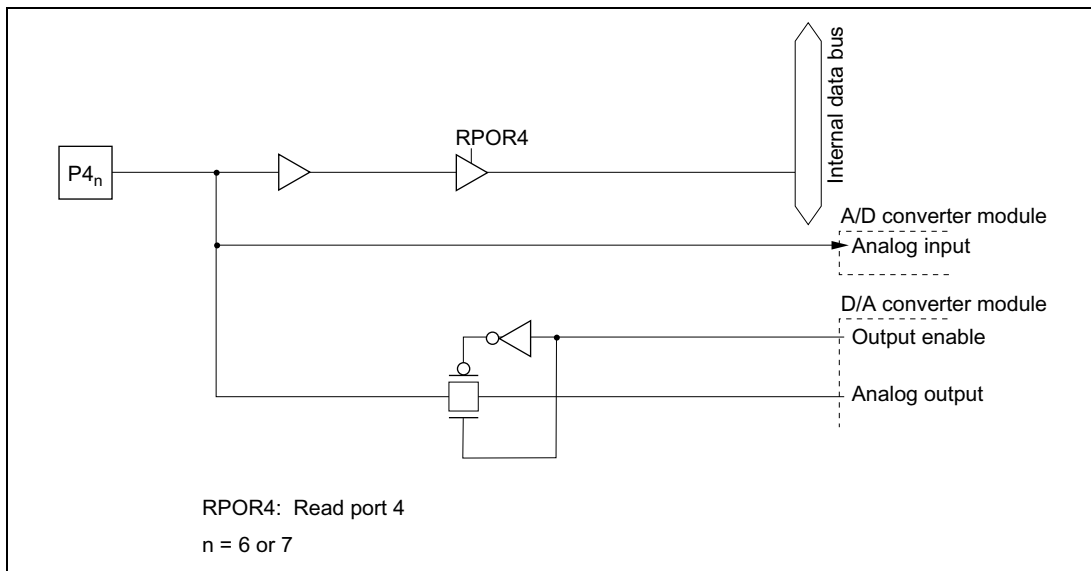 RPOR4
P4n
Internal data bus
A/D converter module
Analog input
D/A converter module
Output enable
Analog output
RPOR4: Read port 4
n = 6 or 7